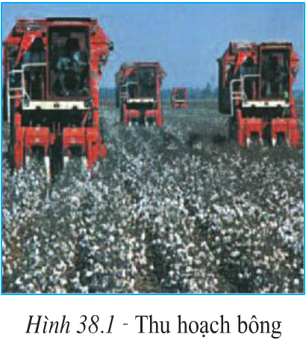 Hình 38.1 - Thu hoạch bông